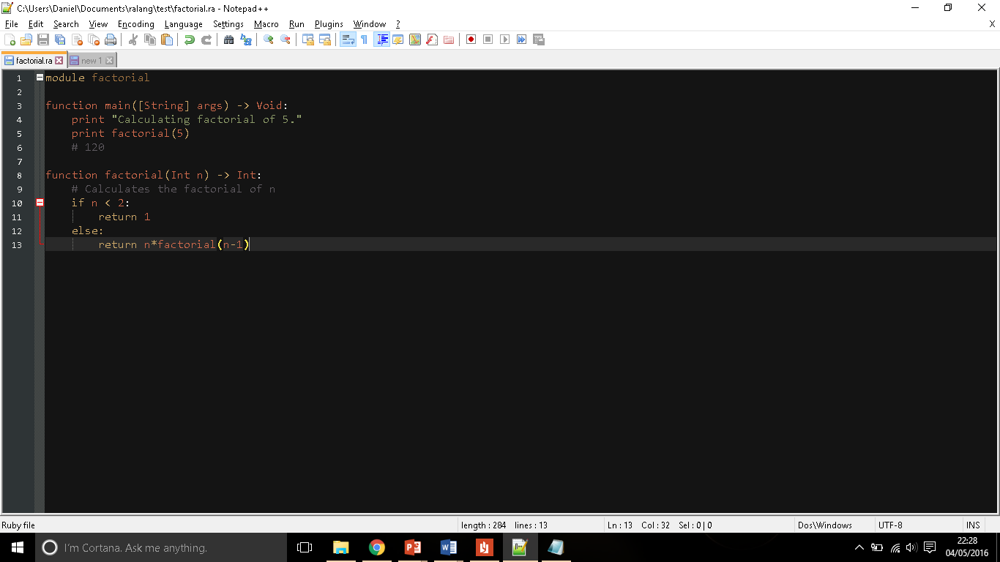 C:\Users\Daniel\Documents\ralang\test\factorial.ra - Notepad++
File Edit Search View Encoding Language Settings Macro Run Plugins Window ? X
factorial.ra new 1
1 module factorial
2
3 function main([String] args) -> Void:
4     print "Calculating factorial of 5."
5     print factorial(5)
6     # 120
7
8 function factorial(Int n) -> Int:
9     # Calculates the factorial of n
10     if n < 2:
11         return 1
12     else:
13         return n*factorial(n-1)
Ruby file length : 284 lines : 13 Ln : 13 Col : 32 Sel : 0 | 0 Dos\Windows UTF-8 INS
I'm Cortana. Ask me anything. 22:28
04/05/2016